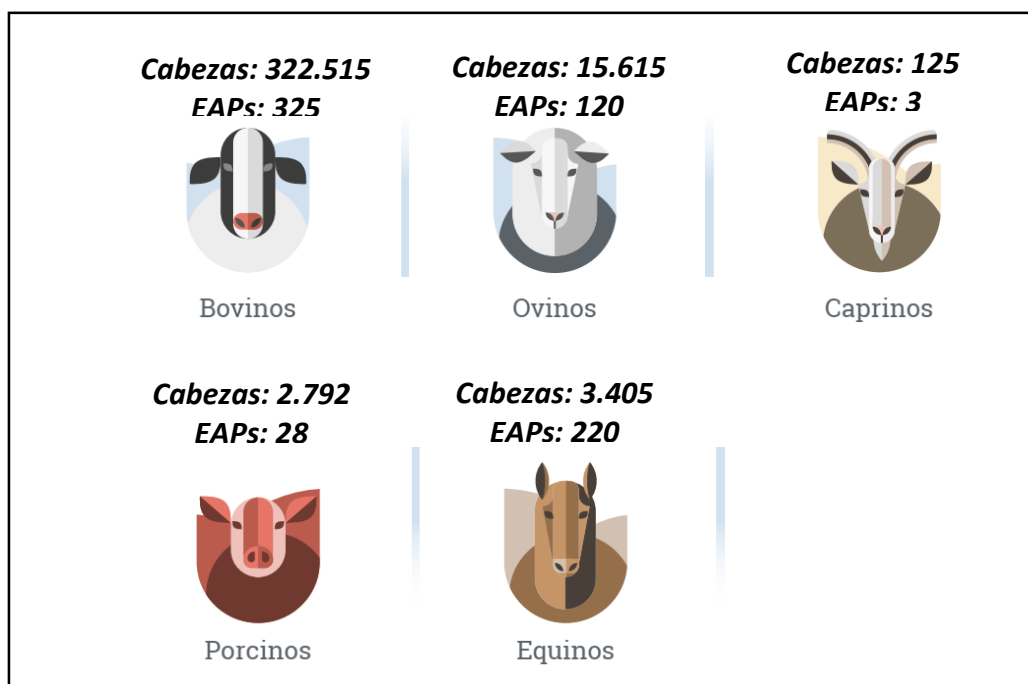 Cabezas: 322.515
EAPs: 325
Bovinos
Cabezas: 15.615
EAPs: 120
Ovinos
Cabezas: 125
EAPs: 3
Caprinos
Cabezas: 2.792
EAPs: 28
Porcinos
Cabezas: 3.405
EAPs: 220
Equinos